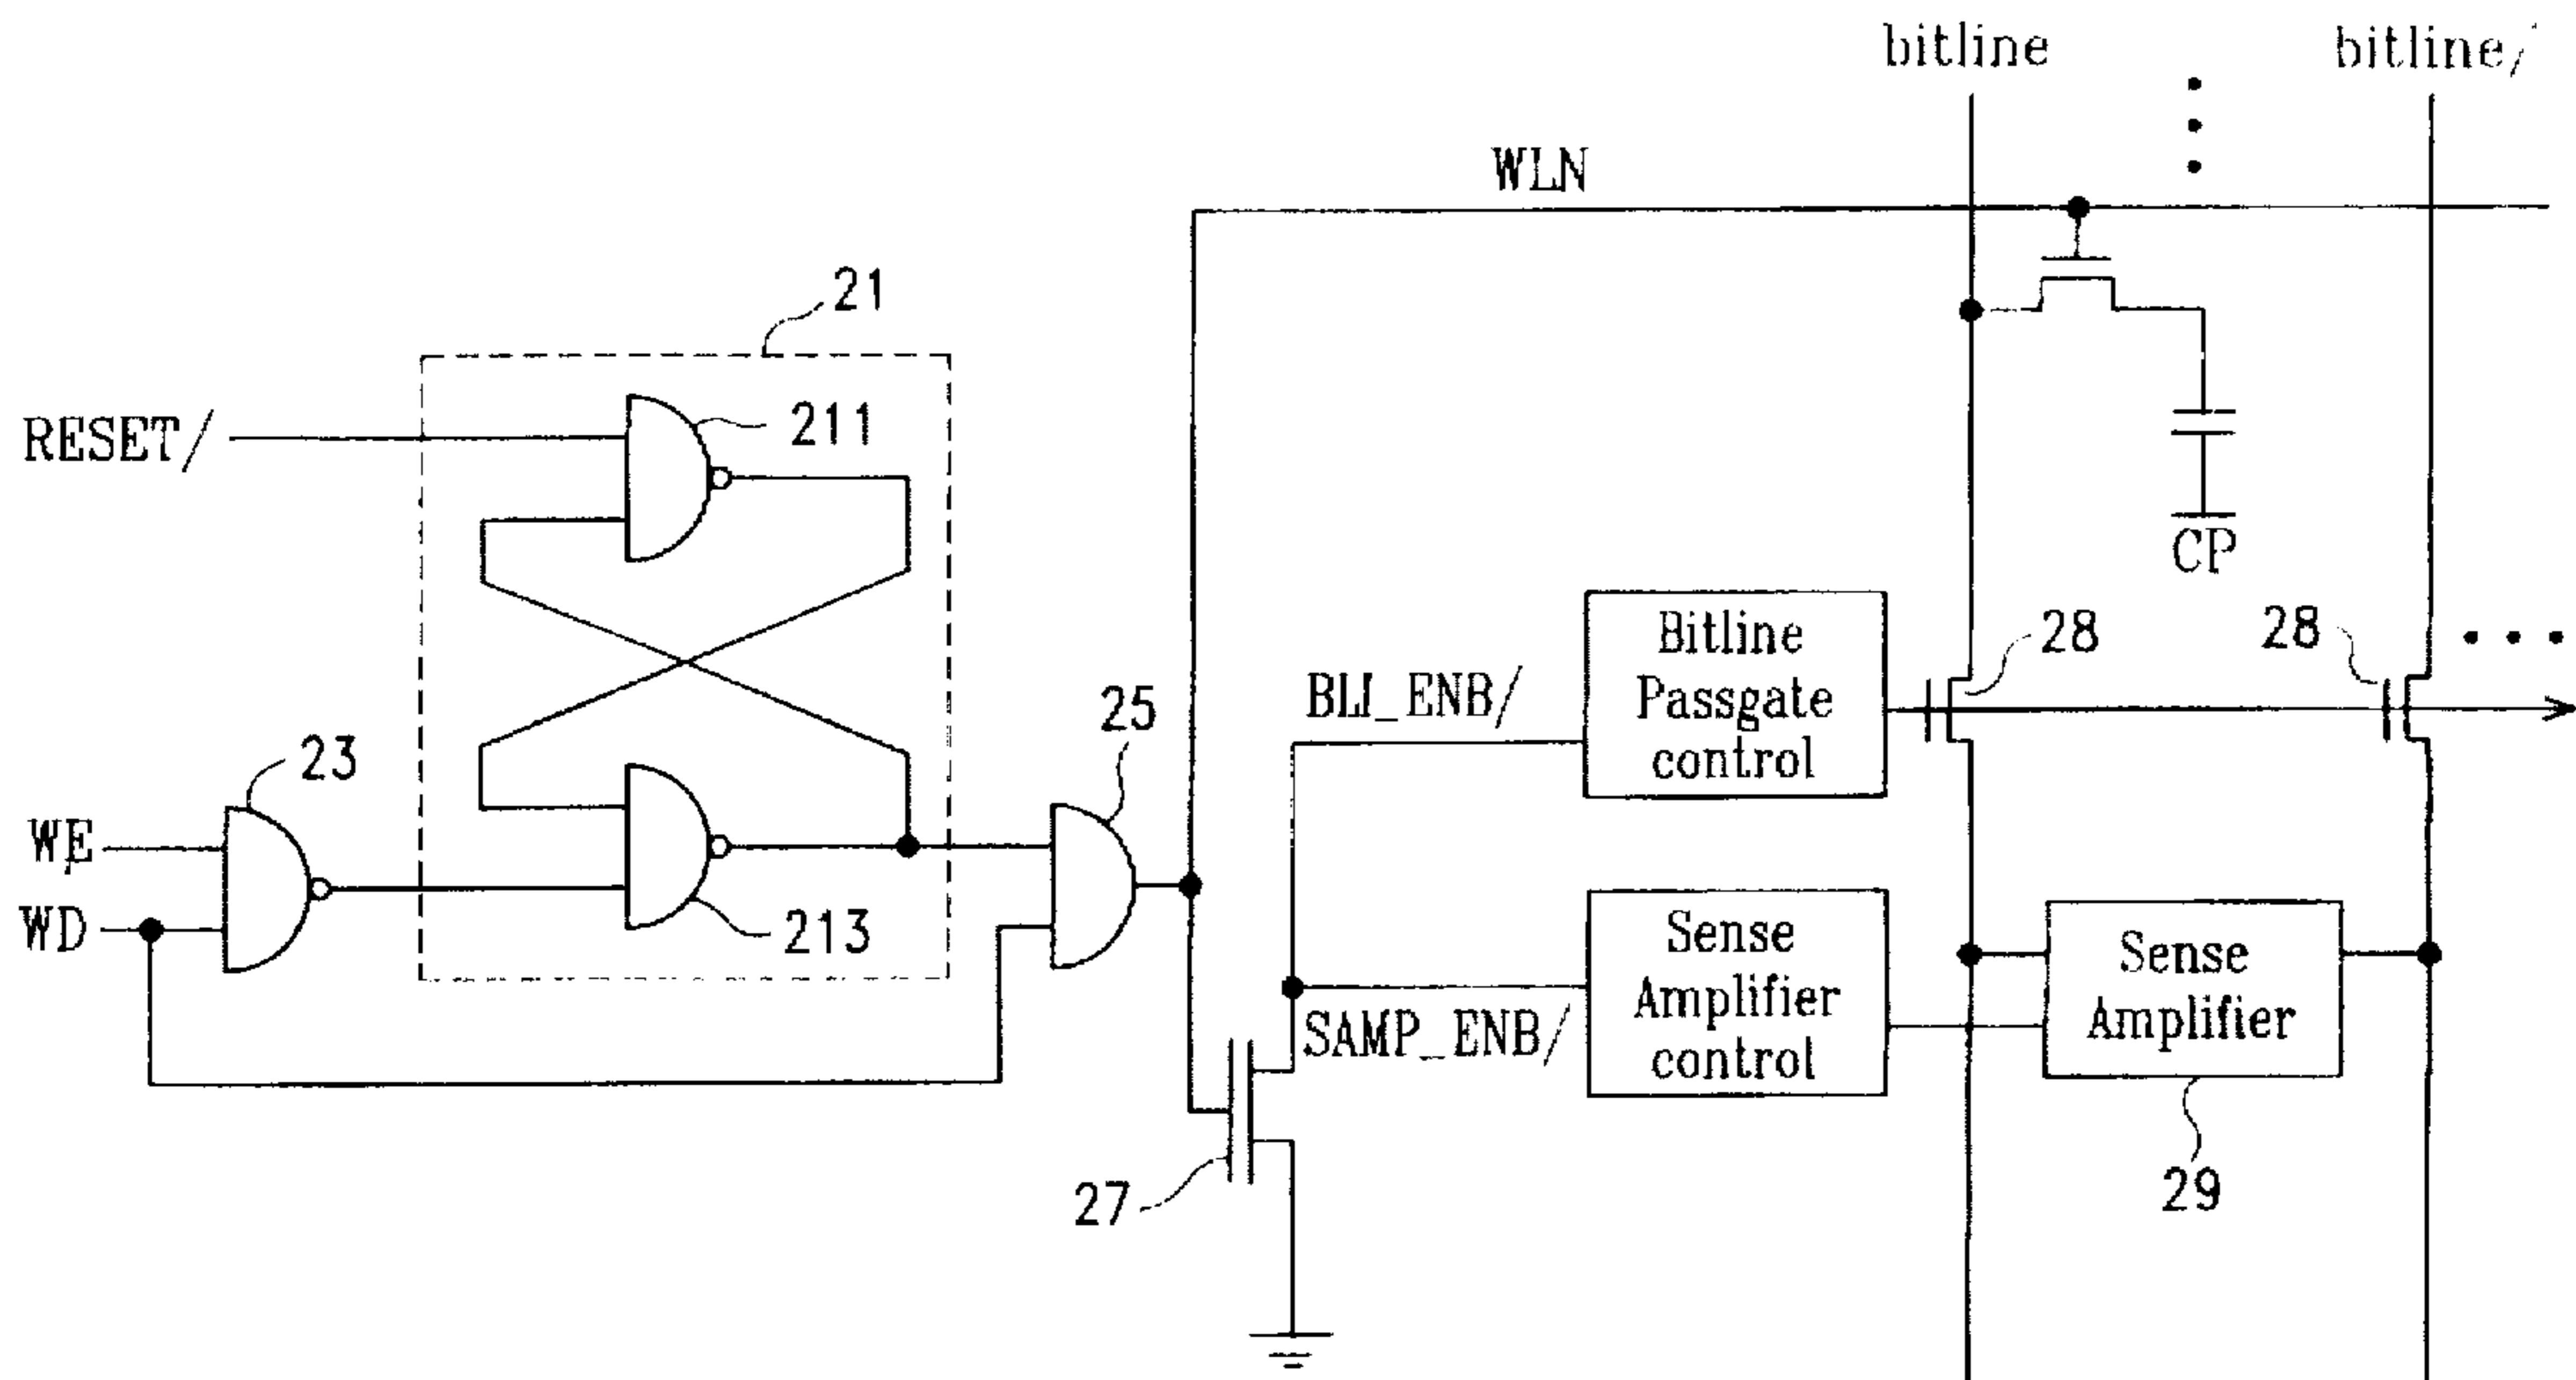 bitline
bitline/
WLN
21
RESET/
211
CP
Bitline
Passgate
control
28
28
BLI_ENB/
25
23
WE
WD
213
Sense
Amplifier
control
Sense
Amplifier
SAMP_ENB/
27
29